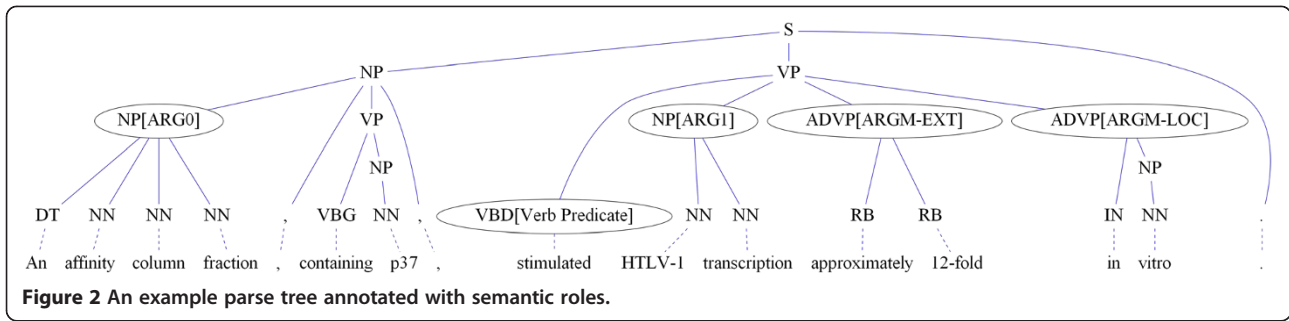 S
NP VP
NP[ARG0] VP NP[ARG1] ADVP[ARGM-EXT] ADVP[ARGM-LOC]
NP NP
DT NN NN NN , VBG NN , VBD[Verb Predicate] NN NN RB RB IN NN .
An affinity column fraction , containing p37 , stimulated HTLV-1 transcription approximately 12-fold in vitro .
Figure 2 An example parse tree annotated with semantic roles.